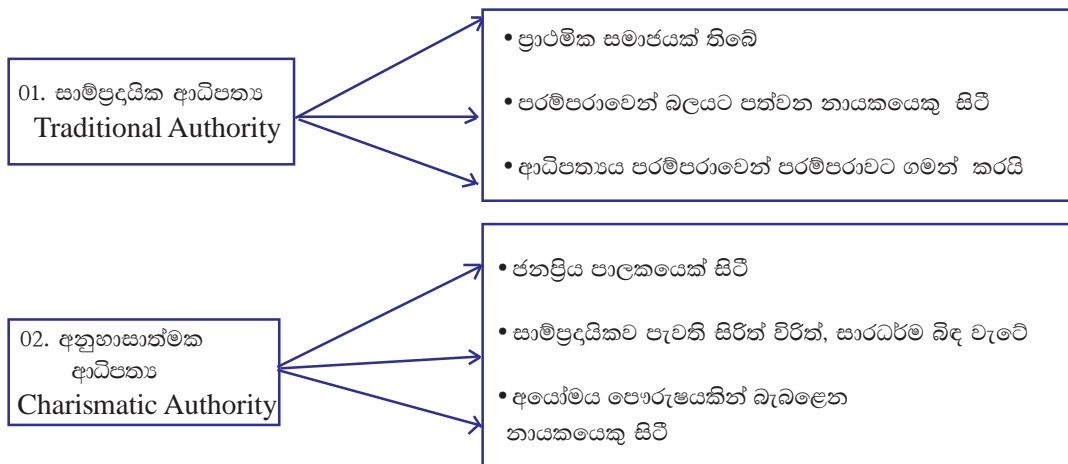 01. සාම්ප්‍රදායික ආධිපත්‍ය
Traditional Authority
• ප්‍රාථමික සමාජයක් තිබේ
• පරම්පරාවෙන් බලයට පත්වන නායකයෙකු සිටී
• ආධිපත්‍යය පරම්පරාවෙන් පරම්පරාවට ගමන් කරයි
02. අනුහාසාත්මක
ආධිපත්‍ය
Charismatic Authority
• ජනප්‍රිය පාලකයෙක් සිටී
• සාම්ප්‍රදායිකව පැවති සිරිත් විරිත්, සාරධර්ම බිඳ වැටේ
• අයෝමය පෞරුෂයකින් බැබළෙන
නායකයෙකු සිටී